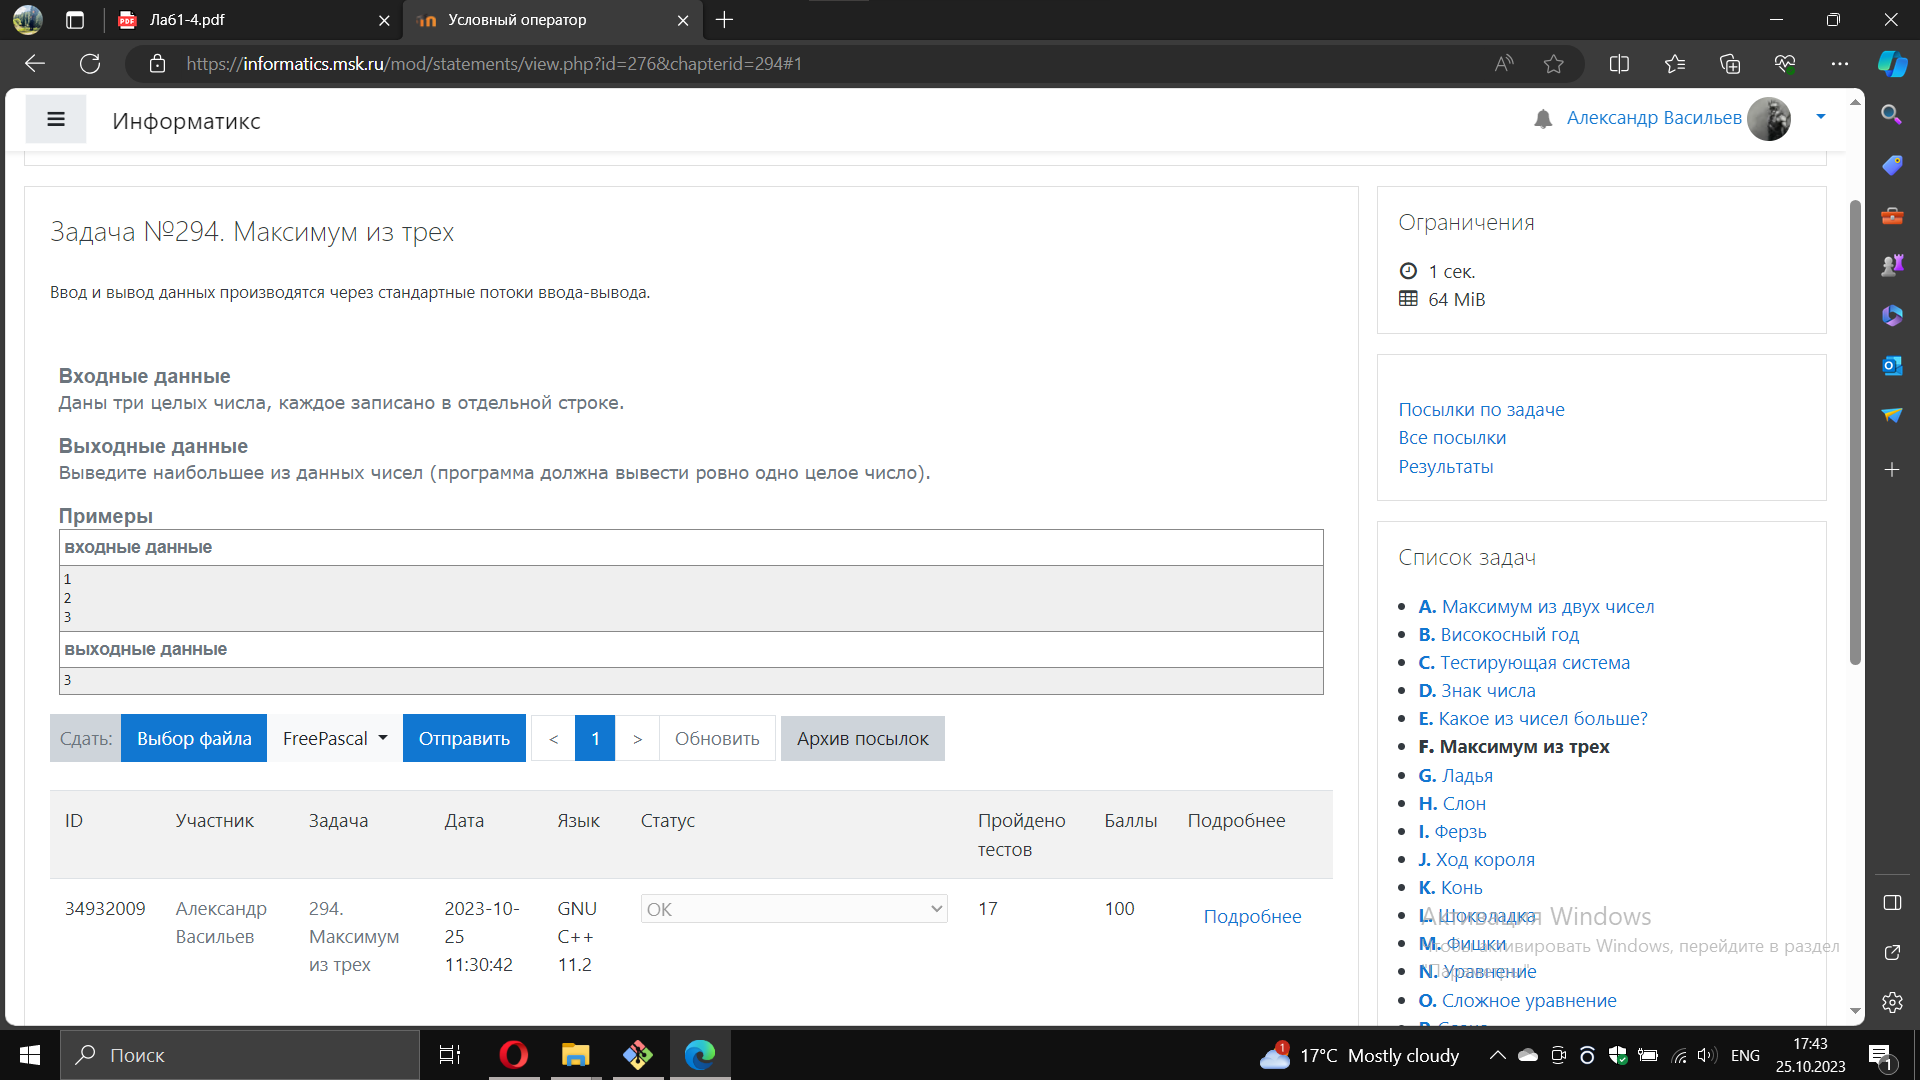 Ла61-4.pdf
Условный оператор
https://informatics.msk.ru/mod/statements/view.php?id=276&chapterid=294#1
Информатикс
Александр Васильев
Задача №294. Максимум из трех
Ввод и вывод данных производятся через стандартные потоки ввода-вывода.
Входные данные
Даны три целых числа, каждое записано в отдельной строке.
Выходные данные
Выведите наибольшее из данных чисел (программа должна вывести ровно одно целое число).
Примеры
входные данные
1
2
3
выходные данные
3
Сдать: Выбор файла FreePascal Отправить < 1 > Обновить Архив посылок
ID Участник Задача Дата Язык Статус Пройдено тестов Баллы Подробнее
34932009 Александр Васильев 294. Максимум из трех 2023-10-25 11:30:42 GNU C++ 11.2 OK 17 100 Подробнее
Ограничения
1 сек.
64 MiB
Посылки по задаче
Все посылки
Результаты
Список задач
A. Максимум из двух чисел
B. Високосный год
C. Тестирующая система
D. Знак числа
E. Какое из чисел больше?
F. Максимум из трех
G. Ладья
H. Слон
I. Ферзь
J. Ход короля
K. Конь
L. Шоколадка
M. Фишки
N. Уравнение
O. Сложное уравнение
Активация Windows
Чтобы активировать Windows, перейдите в раздел
"Параметры".
Поиск
17°C Mostly cloudy
ENG
17:43
25.10.2023
1
1